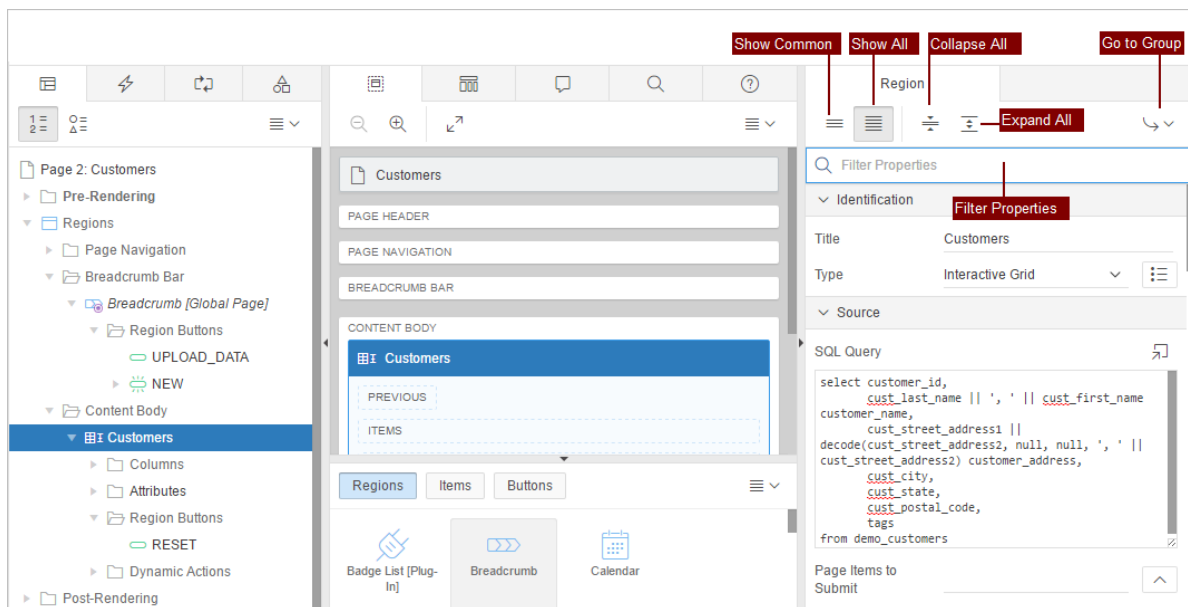 Show Common
Show All
Collapse All
Go to Group
Region
Expand All
Page 2: Customers
Pre-Rendering
Regions
Page Navigation
Breadcrumb Bar
Breadcrumb [Global Page]
Region Buttons
UPLOAD_DATA
NEW
Content Body
Customers
Columns
Attributes
Region Buttons
RESET
Dynamic Actions
Post-Rendering
Customers
PAGE HEADER
PAGE NAVIGATION
BREADCRUMB BAR
CONTENT BODY
Customers
PREVIOUS
ITEMS
Regions
Items
Buttons
Badge List [Plug-
In]
Breadcrumb
Calendar
Filter Properties
Identification
Filter Properties
Title
Customers
Type
Interactive Grid
Source
SQL Query
select customer_id,
cust_last_name || ', ' || cust_first_name
customer_name,
cust_street_address1 ||
decode(cust_street_address2, null, null, ', ' ||
cust_street_address2) customer_address,
cust_city,
cust_state,
cust_postal_code,
tags
from demo_customers
Page Items to
Submit